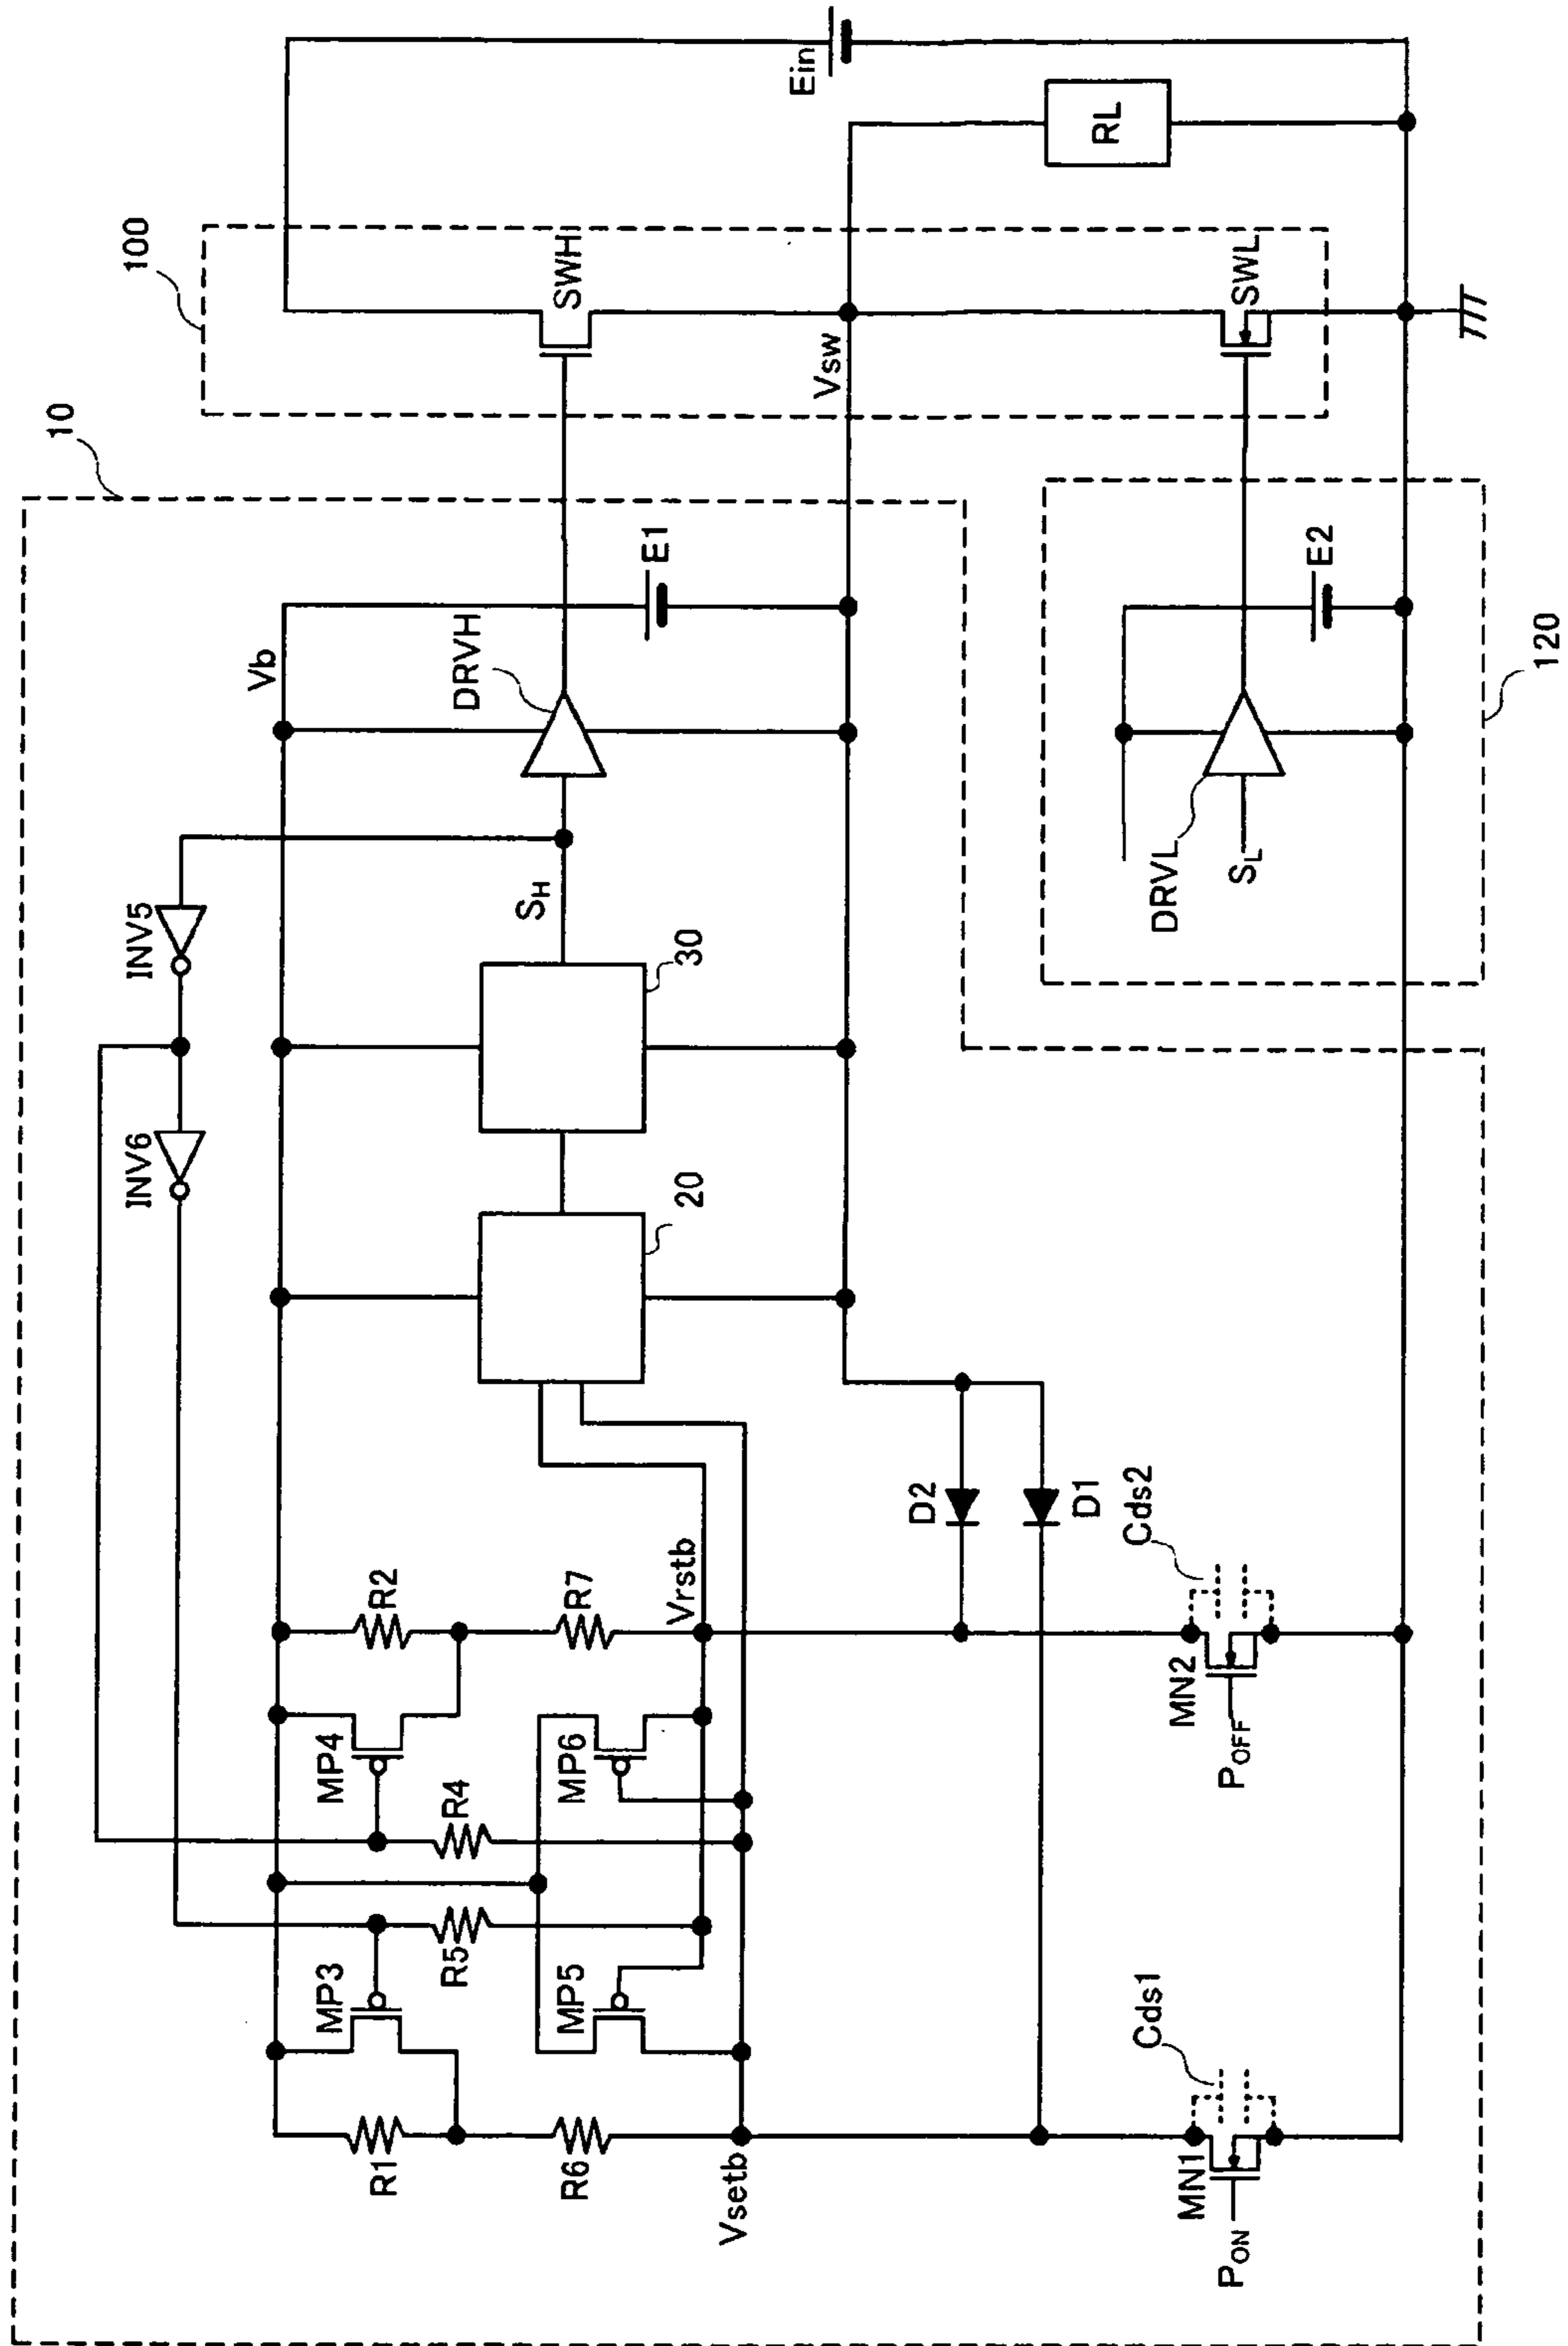 10
100
Vb
INV5
INV6
SH
DRVH
E1
SWH
Ein
Vsw
RL
SWL
30
20
R1
R2
MP3
MP4
R4
R5
R6
R7
MP5
MP6
Vsetb
Vrstb
D2
D1
Cds1
Cds2
MN1
MN2
PON
POFF
DRVL
SL
E2
120